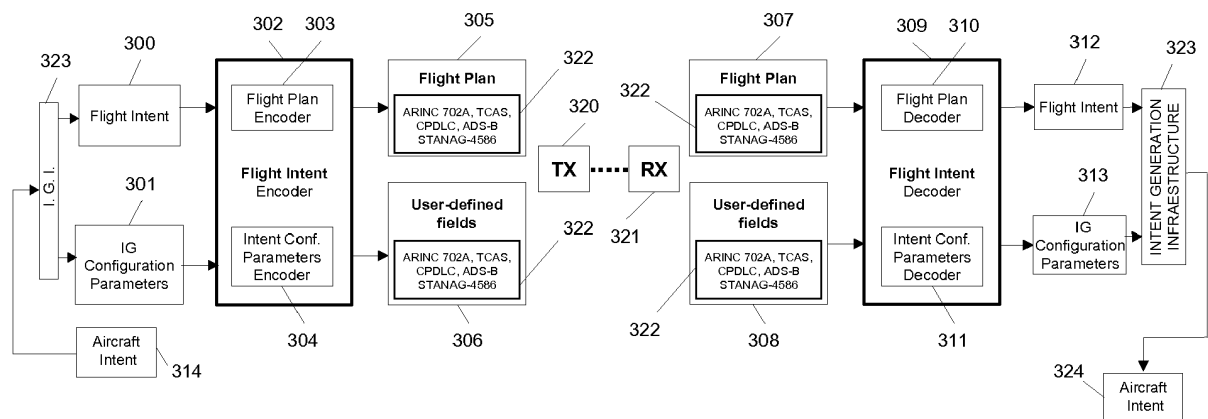 323
300
I. G. I.
Flight Intent
301
IG
Configuration
Parameters
Aircraft
Intent
314
302
303
Flight Plan
Encoder
Flight Intent
Encoder
Intent Conf.
Parameters
Encoder
304
305
Flight Plan
322
ARINC 702A, TCAS,
CPDLC, ADS-B
STANAG-4586
User-defined
fields
322
ARINC 702A, TCAS,
CPDLC, ADS-B
STANAG-4586
306
320
TX
RX
321
307
Flight Plan
322
ARINC 702A, TCAS,
CPDLC, ADS-B
STANAG-4586
User-defined
fields
ARINC 702A, TCAS,
CPDLC, ADS-B
STANAG-4586
322
308
309
310
Flight Plan
Decoder
Flight Intent
Decoder
Intent Conf.
Parameters
Decoder
311
312
Flight Intent
313
IG
Configuration
Parameters
323
INTENT GENERATION
INFRAESTRUCTURE
324
Aircraft
Intent